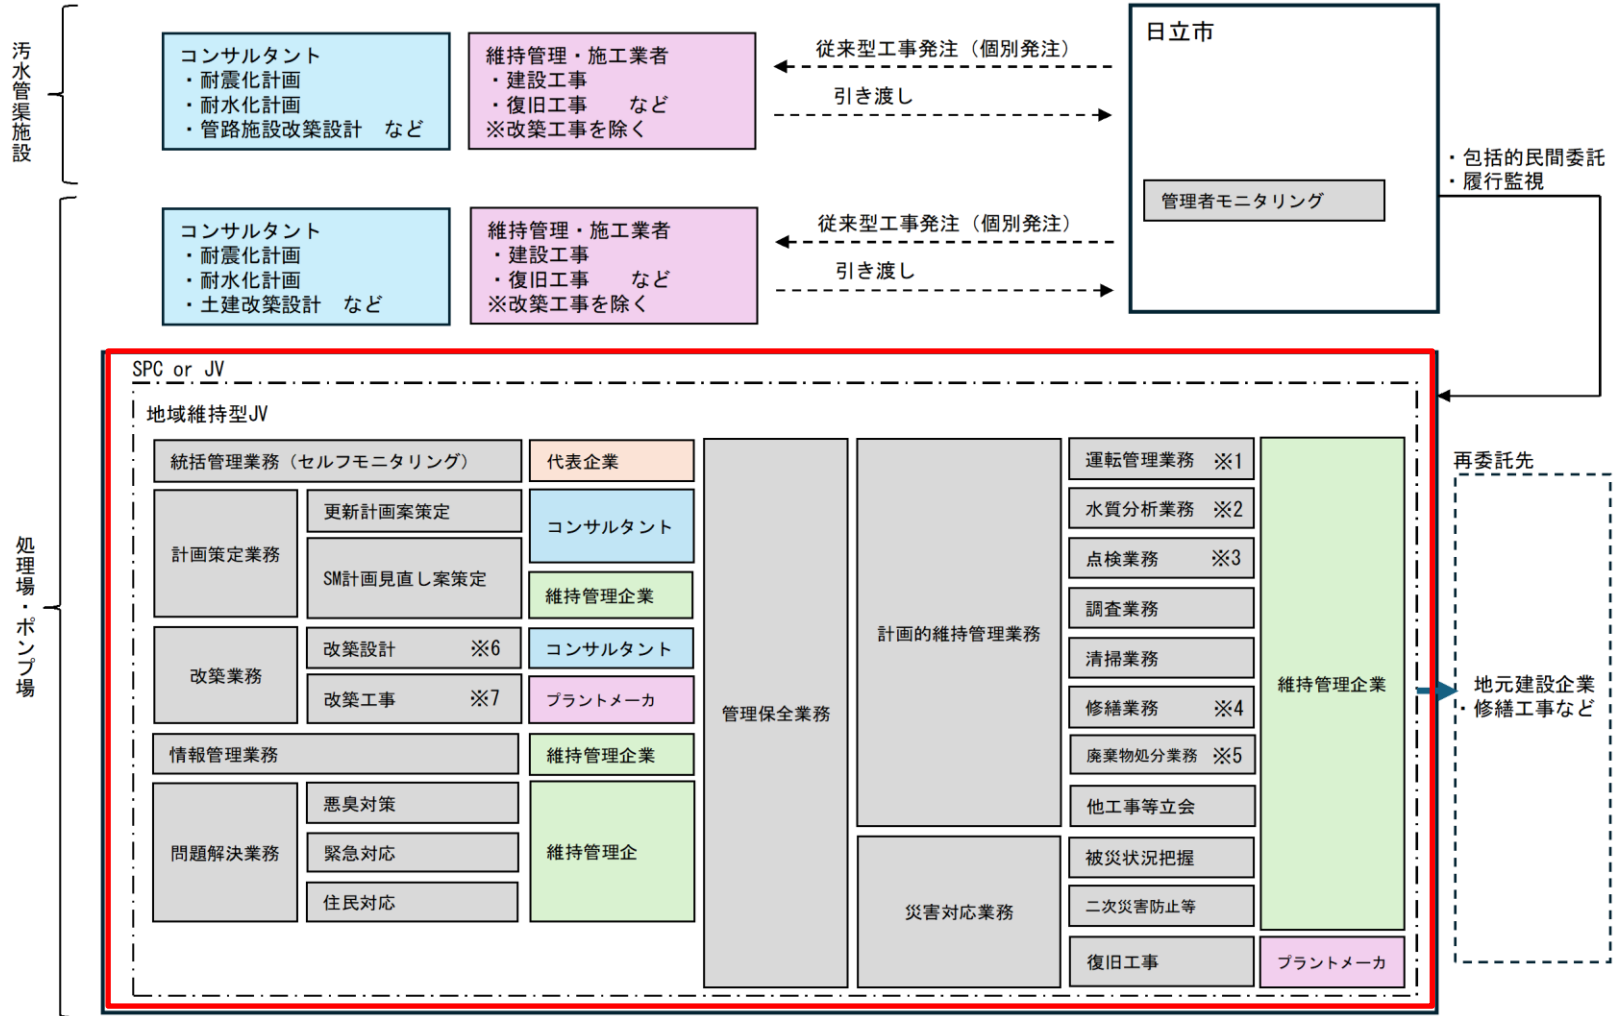 汚水管渠施設
コンサルタント
・耐震化計画
・耐水化計画
・管路施設改築設計　など
維持管理・施工業者
・建設工事
・復旧工事　　など
※改築工事を除く
従来型工事発注（個別発注）
引き渡し
日立市
管理者モニタリング
・包括的民間委託
・履行監視
処理場・ポンプ場
コンサルタント
・耐震化計画
・耐水化計画
・土建改築設計　など
維持管理・施工業者
・建設工事
・復旧工事　　など
※改築工事を除く
従来型工事発注（個別発注）
引き渡し
SPC or JV
地域維持型JV
統括管理業務（セルフモニタリング）
代表企業
計画策定業務
更新計画案策定
SM計画見直し案策定
コンサルタント
維持管理企業
改築業務
改築設計　※6
コンサルタント
改築工事　※7
プラントメーカ
情報管理業務
維持管理企業
問題解決業務
悪臭対策
緊急対応
住民対応
維持管理企
管理保全業務
計画的維持管理業務
運転管理業務　※1
水質分析業務　※2
点検業務　※3
調査業務
清掃業務
修繕業務　※4
廃棄物処分業務　※5
他工事等立会
維持管理企業
災害対応業務
被災状況把握
二次災害防止等
復旧工事
プラントメーカ
再委託先
地元建設企業
・修繕工事など